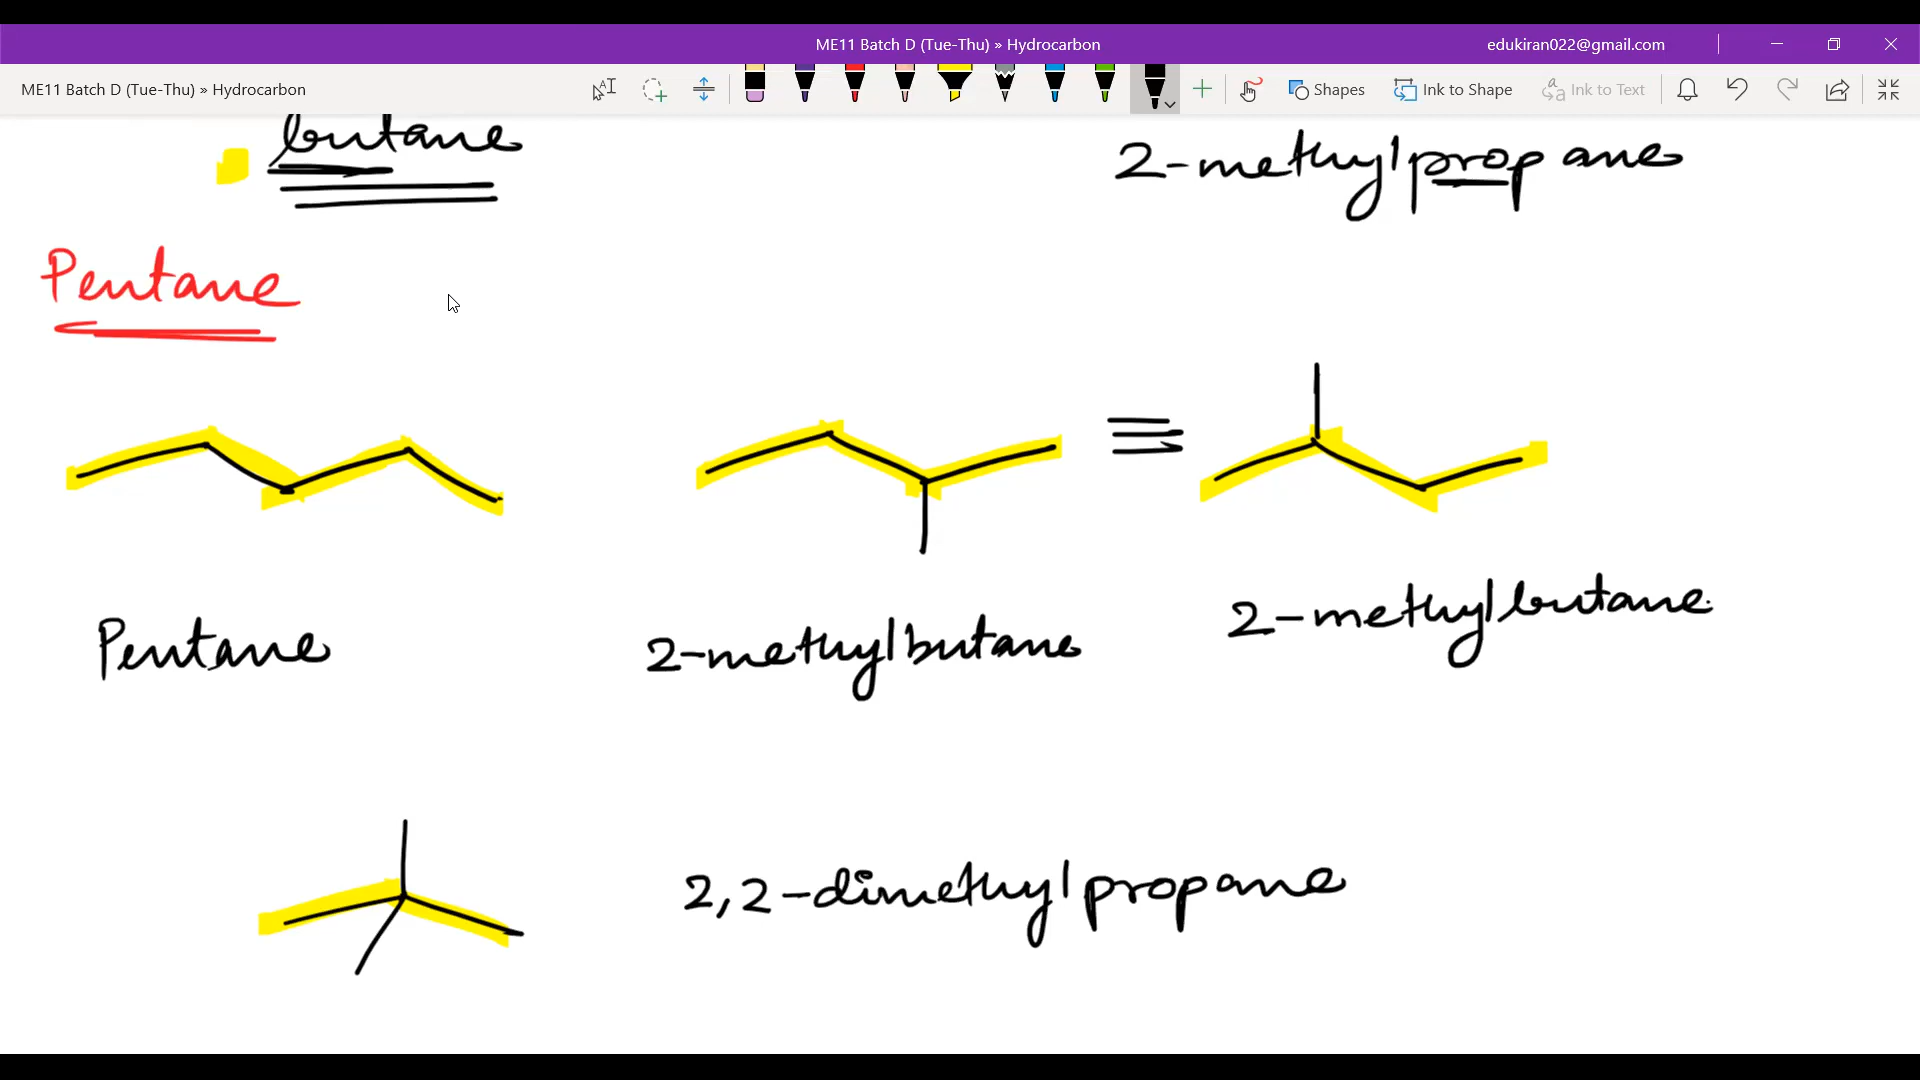 ME11 Batch D (Tue-Thu) » Hydrocarbon
edukiran022@gmail.com
ME11 Batch D (Tue-Thu) » Hydrocarbon
Shapes
Ink to Shape
Ink to Text
butane
2-methylpropane
Pentane
Pentane
2-methylbutane
2-methylbutane
2,2-dimethylpropane